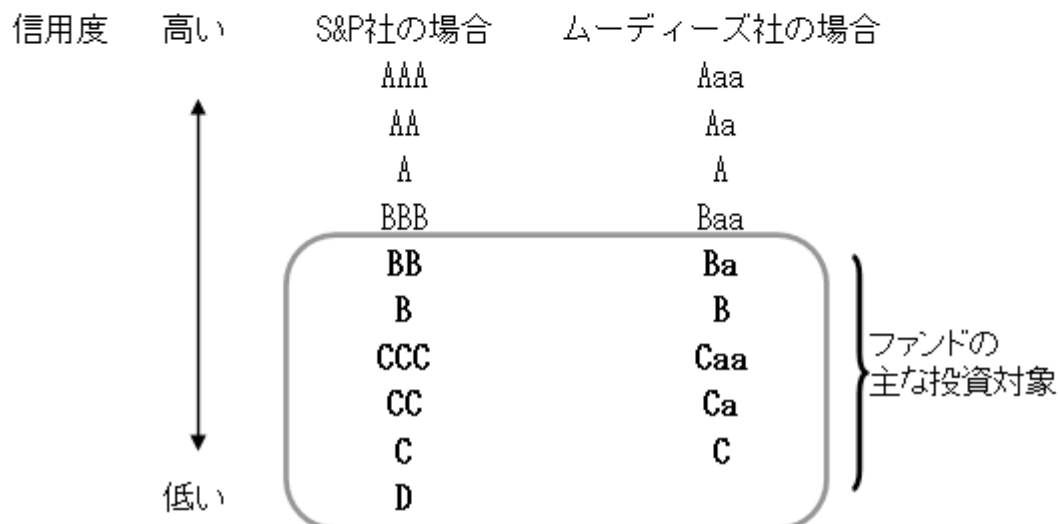 信用度 高い S&P社の場合 ムーディーズ社の場合
AAA Aaa
AA Aa
A A
BBB Baa
BB Ba
B B
CCC Caa
CC Ca
C C
低い D
ファンドの
主な投資対象